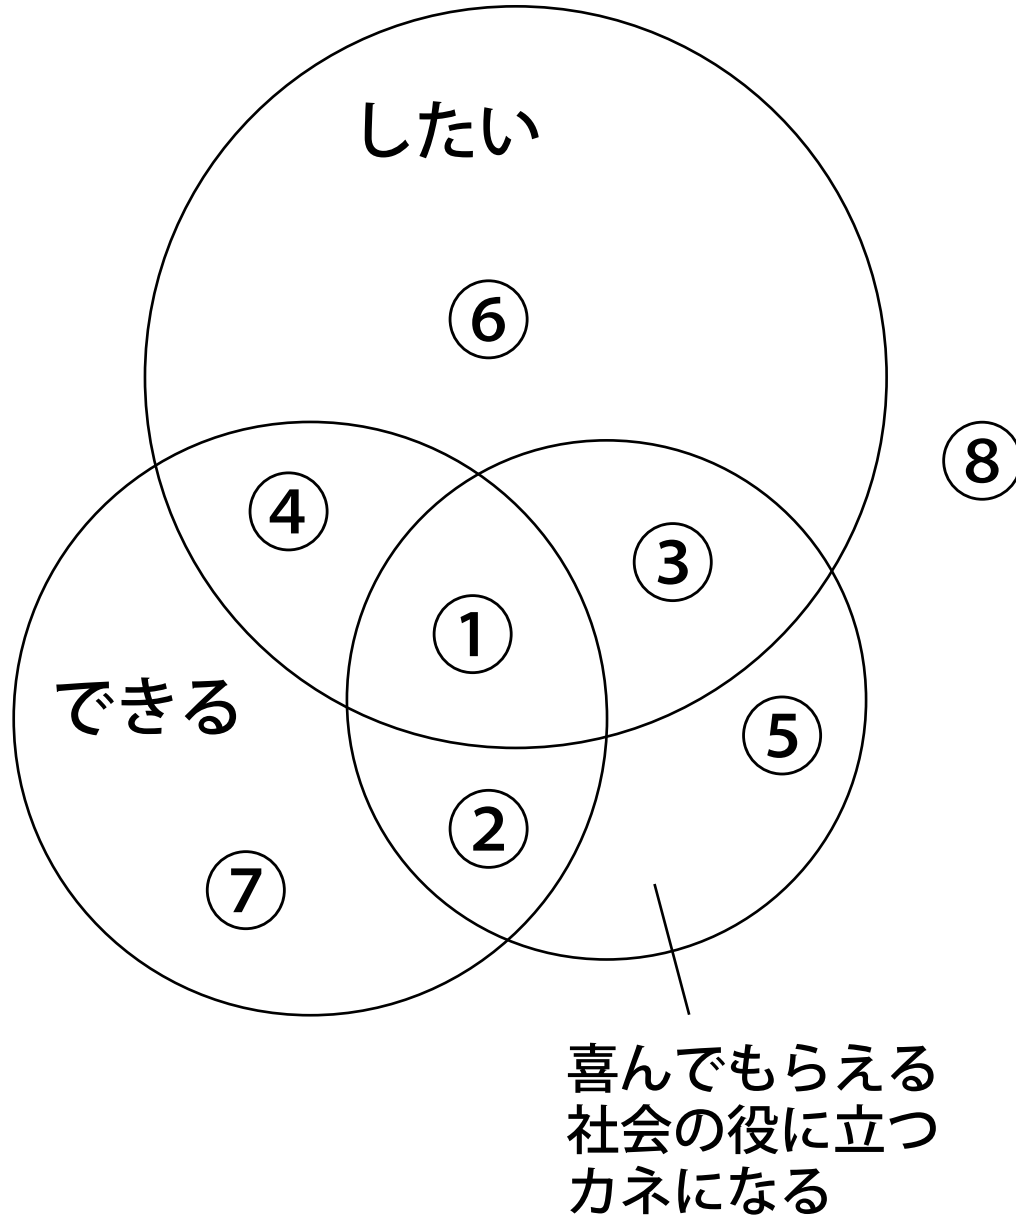 したい
⑥
⑧
④
③
①
できる
⑤
②
⑦
喜んでもらえる
社会の役に立つ
カネになる